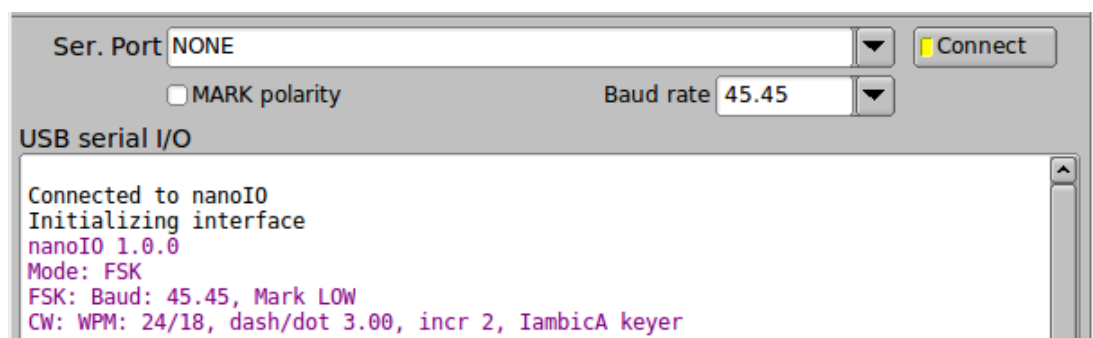 Ser. Port NONE Connect
MARK polarity Baud rate 45.45
USB serial I/O
Connected to nanoIO
Initializing interface
nanoIO 1.0.0
Mode: FSK
FSK: Baud: 45.45, Mark LOW
CW: WPM: 24/18, dash/dot 3.00, incr 2, IambicA keyer